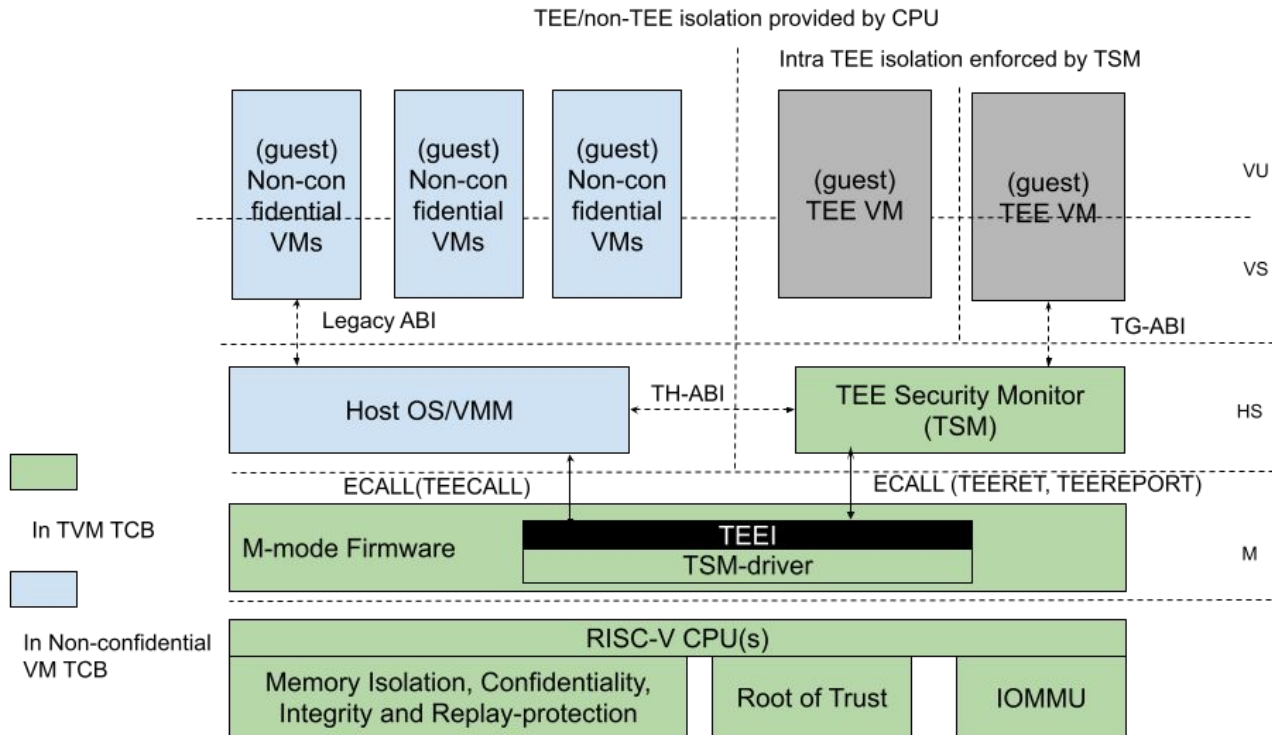 TEE/non-TEE isolation provided by CPU
Intra TEE isolation enforced by TSM
(guest)
Non-con
fidential
VMs
(guest)
Non-con
fidential
VMs
(guest)
Non-con
fidential
VMs
(guest)
TEE VM
(guest)
TEE VM
VU
VS
Legacy ABI
TG-ABI
Host OS/VMM
TH-ABI
TEE Security Monitor
(TSM)
HS
ECALL(TEECALL)
ECALL (TEERET, TEEREPORT)
In TVM TCB
M-mode Firmware
TEEI
TSM-driver
M
In Non-confidential
VM TCB
RISC-V CPU(s)
Memory Isolation, Confidentiality,
Integrity and Replay-protection
Root of Trust
IOMMU